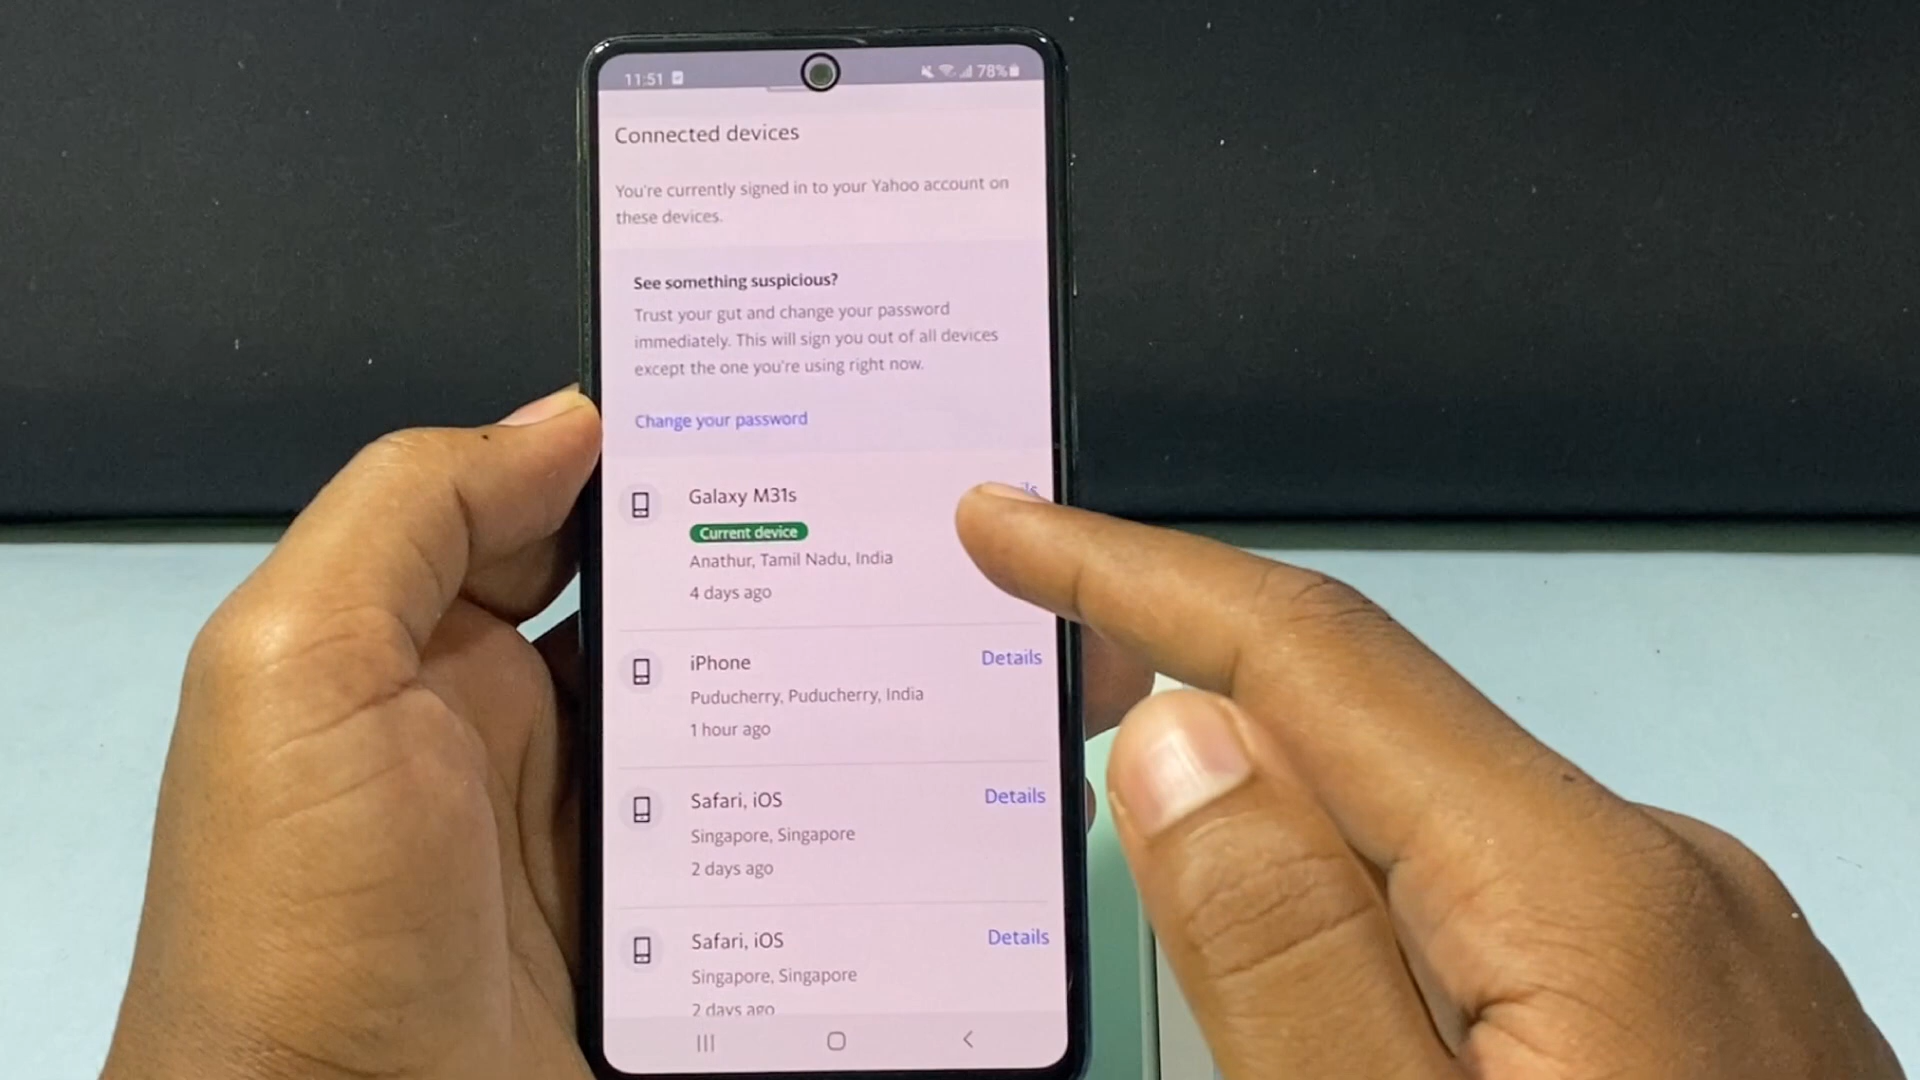 11:51
78%
Connected devices
You're currently signed in to your Yahoo account on
these devices.
See something suspicious?
Trust your gut and change your password
immediately. This will sign you out of all devices
except the one you're using right now.
Change your password
Galaxy M31s
Current device
Anathur, Tamil Nadu, India
4 days ago
iPhone
Details
Puducherry, Puducherry, India
1 hour ago
Safari, iOS
Details
Singapore, Singapore
2 days ago
Safari, iOS
Details
Singapore, Singapore
2 days ago